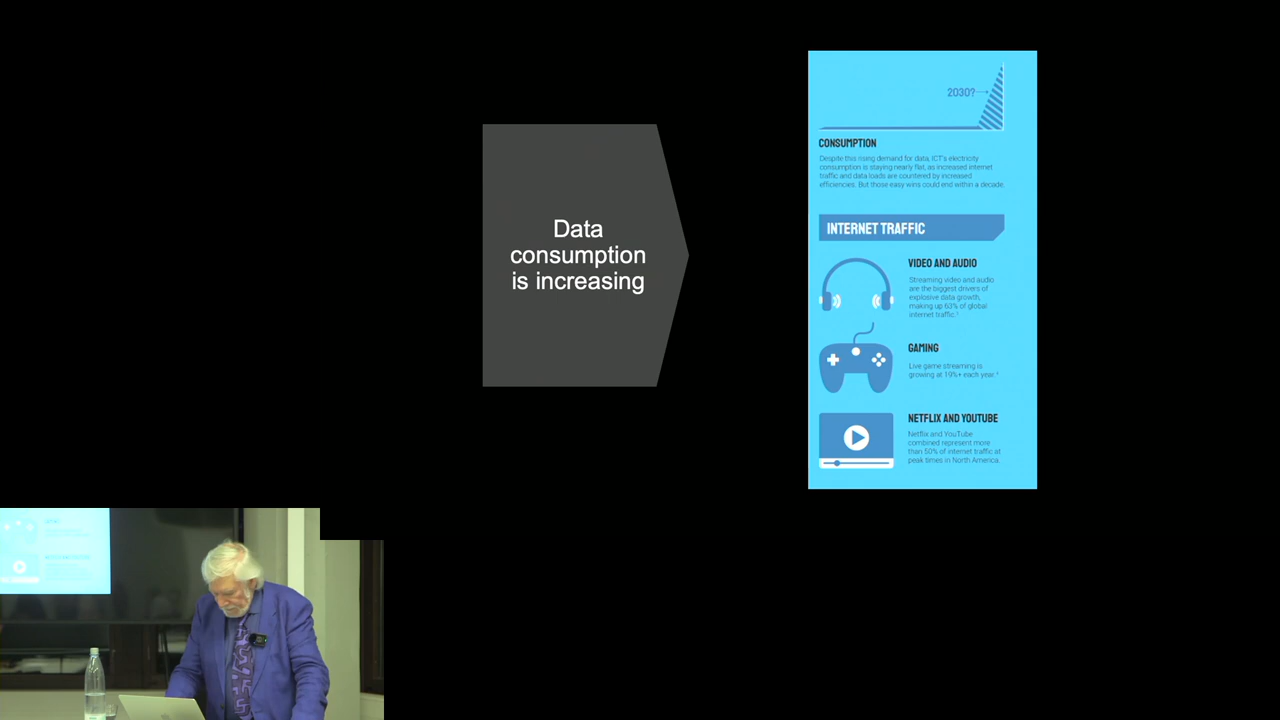 Data
consumption
is increasing
2030?
CONSUMPTION
Despite this rising demand for data, ICT's electricity
consumption is staying nearly flat, as increased internet
traffic and data loads are countered by increased
efficiencies. But those easy wins could end within a decade.
INTERNET TRAFFIC
VIDEO AND AUDIO
Streaming video and audio
are the biggest drivers of
explosive data growth,
making up 63% of global
internet traffic.
GAMING
Live game streaming is
growing at 19%+ each year.
NETFLIX AND YOUTUBE
Netflix and YouTube
combined represent more
than 50% of internet traffic at
peak times in North America.